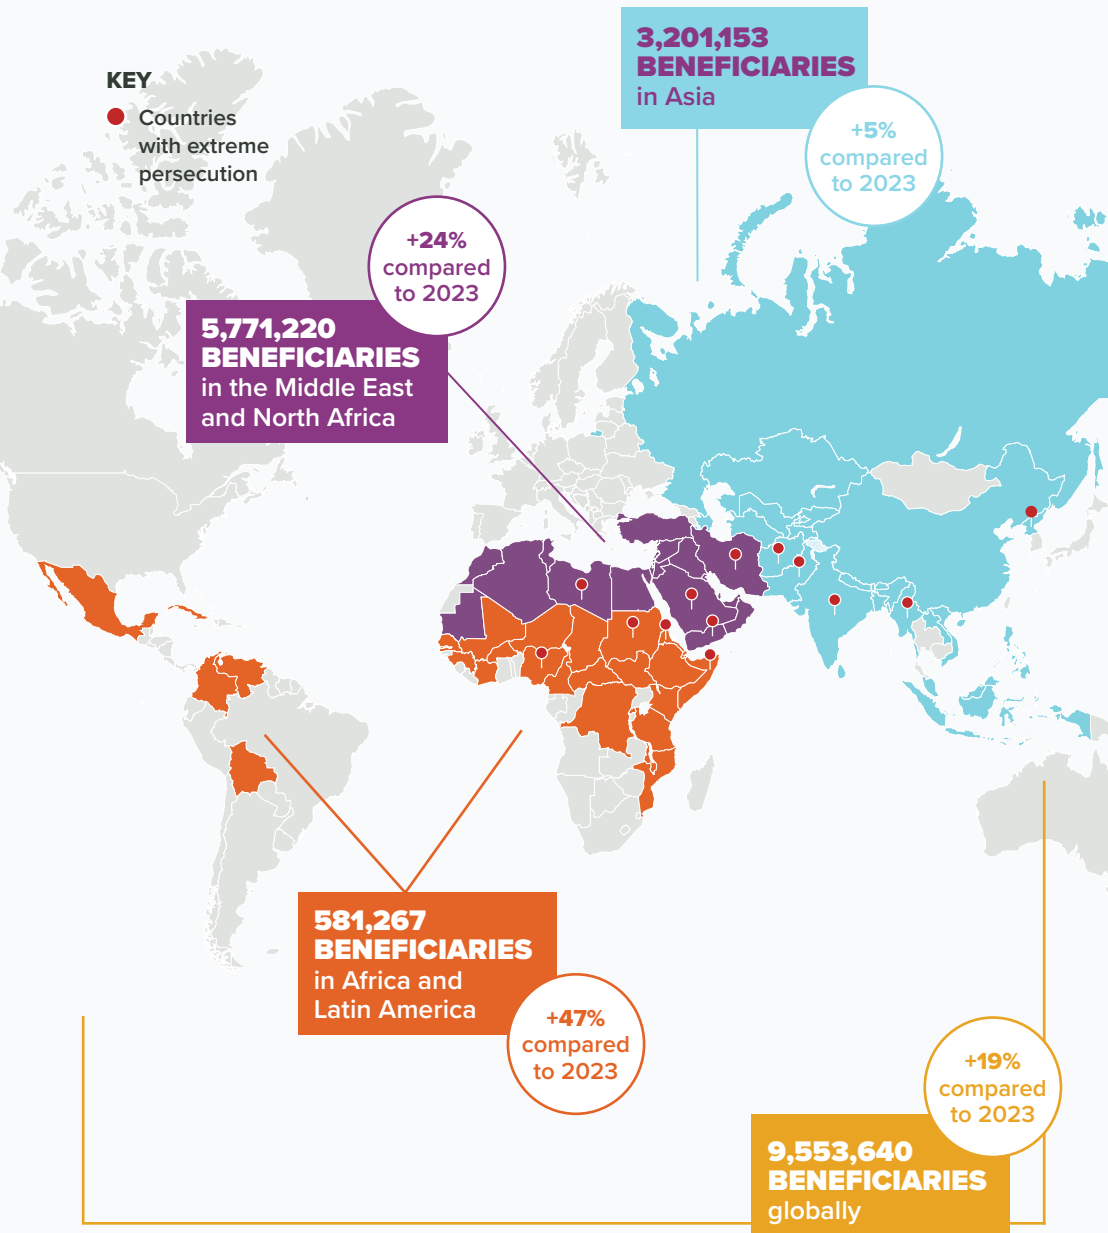 3,201,153
BENEFICIARIES
in Asia
+5%
compared
to 2023
KEY
Countries
with extreme
persecution
+24%
compared
to 2023
5,771,220
BENEFICIARIES
in the Middle East
and North Africa
581,267
BENEFICIARIES
in Africa and
Latin America
+47%
compared
to 2023
+19%
compared
to 2023
9,553,640
BENEFICIARIES
globally